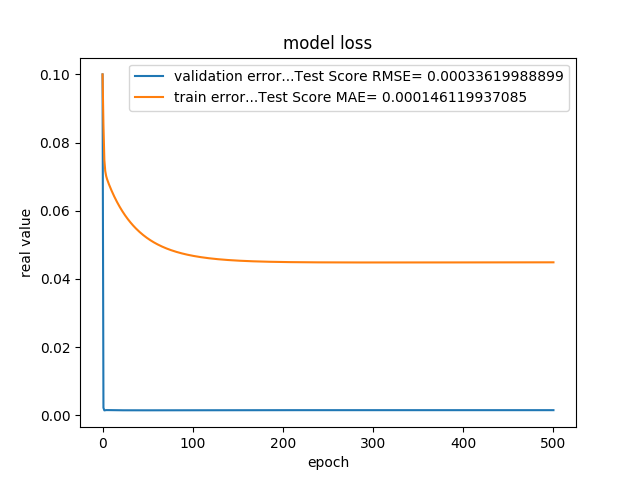 model loss
validation error...Test Score RMSE= 0.00033619988899
train error...Test Score MAE= 0.000146119937085
real value
0.10
0.08
0.06
0.04
0.02
0.00
0 100 200 300 400 500
epoch